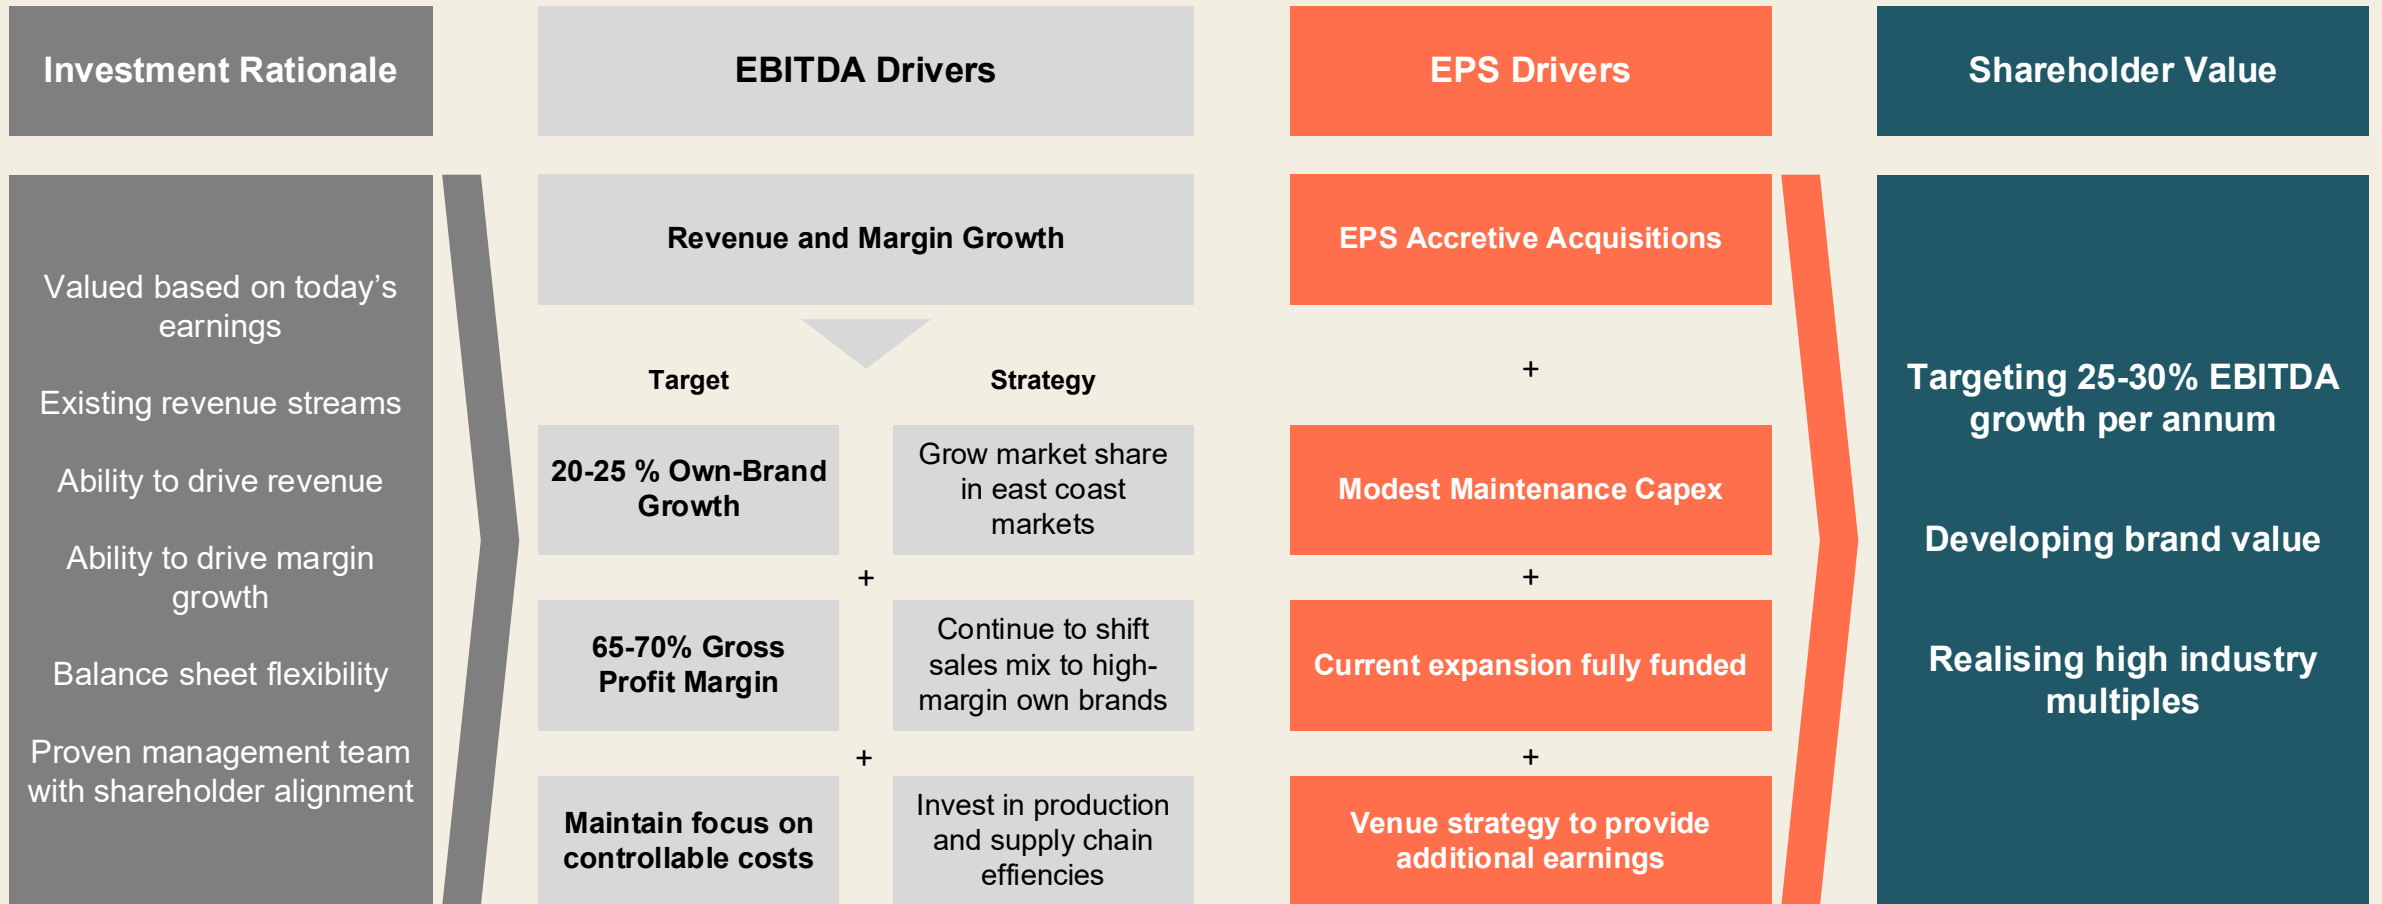 Investment Rationale
EBITDA Drivers
EPS Drivers
Shareholder Value
Valued based on today’s
earnings
Existing revenue streams
Ability to drive revenue
Ability to drive margin
growth
Balance sheet flexibility
Proven management team
with shareholder alignment
Revenue and Margin Growth
Target
Strategy
20-25 % Own-Brand
Growth
Grow market share
in east coast
markets
+
65-70% Gross
Profit Margin
Continue to shift
sales mix to high-
margin own brands
+
Maintain focus on
controllable costs
Invest in production
and supply chain
effiencies
EPS Accretive Acquisitions
+
Modest Maintenance Capex
+
Current expansion fully funded
+
Venue strategy to provide
additional earnings
Targeting 25-30% EBITDA
growth per annum
Developing brand value
Realising high industry
multiples